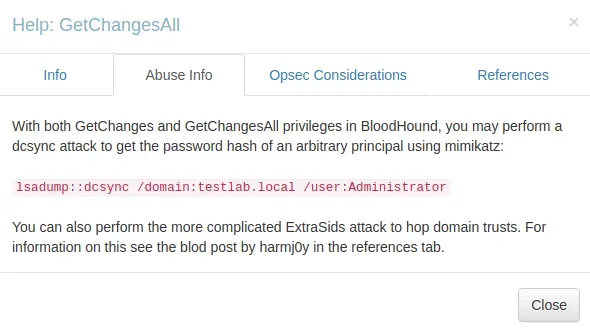 Help: GetChangesAll ×
Info Abuse Info Opsec Considerations References
With both GetChanges and GetChangesAll privileges in BloodHound, you may perform a
dcsync attack to get the password hash of an arbitrary principal using mimikatz:
lsadump::dcsync /domain:testlab.local /user:Administrator
You can also perform the more complicated ExtraSids attack to hop domain trusts. For
information on this see the blod post by harmj0y in the references tab.
Close